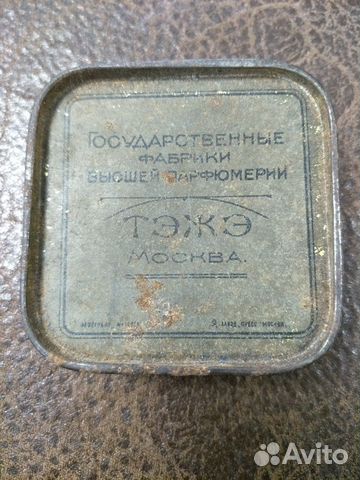 Государственные
фабрики
высшей парфюмерии
ТЭЖЭ
Москва.
Avito